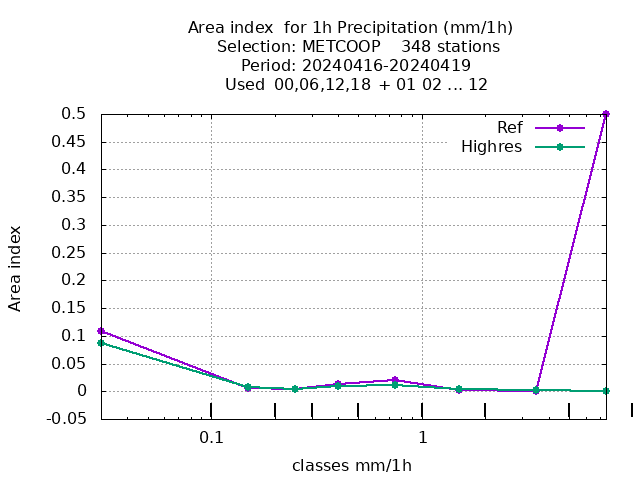 Area index  for 1h Precipitation (mm/1h)
Selection: METCOOP    348 stations
Period: 20240416-20240419
Used  00,06,12,18 + 01 02 ... 12
Ref
Highres
0.5
0.45
0.4
0.35
0.3
0.25
0.2
0.15
0.1
0.05
0
-0.05
Area index
0.1 1
classes mm/1h